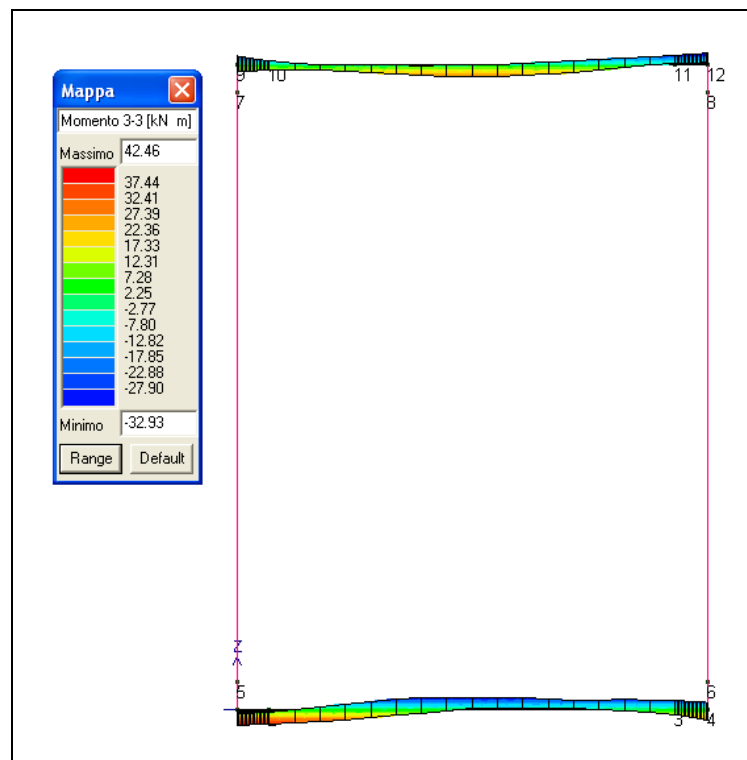 Mappa
Momento 3-3 [kN m]
Massimo 42.46
37.44
32.41
27.39
22.36
17.33
12.31
7.28
2.25
-2.77
-7.80
-12.82
-17.85
-22.88
-27.90
Minimo -32.93
Range Default
9 10 11 12
7 8
Z
5 6
3 4